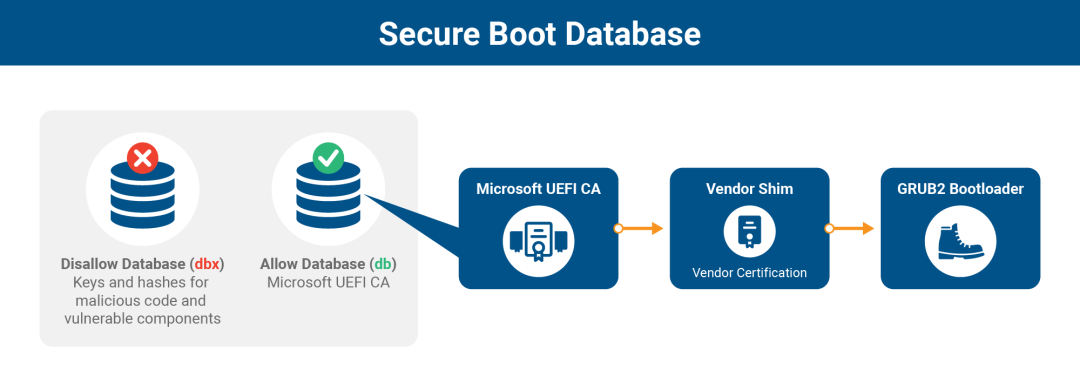 Secure Boot Database
Disallow Database (dbx)
Keys and hashes for
malicious code and
vulnerable components
Allow Database (db)
Microsoft UEFI CA
Microsoft UEFI CA
Vendor Shim
Vendor Certification
GRUB2 Bootloader